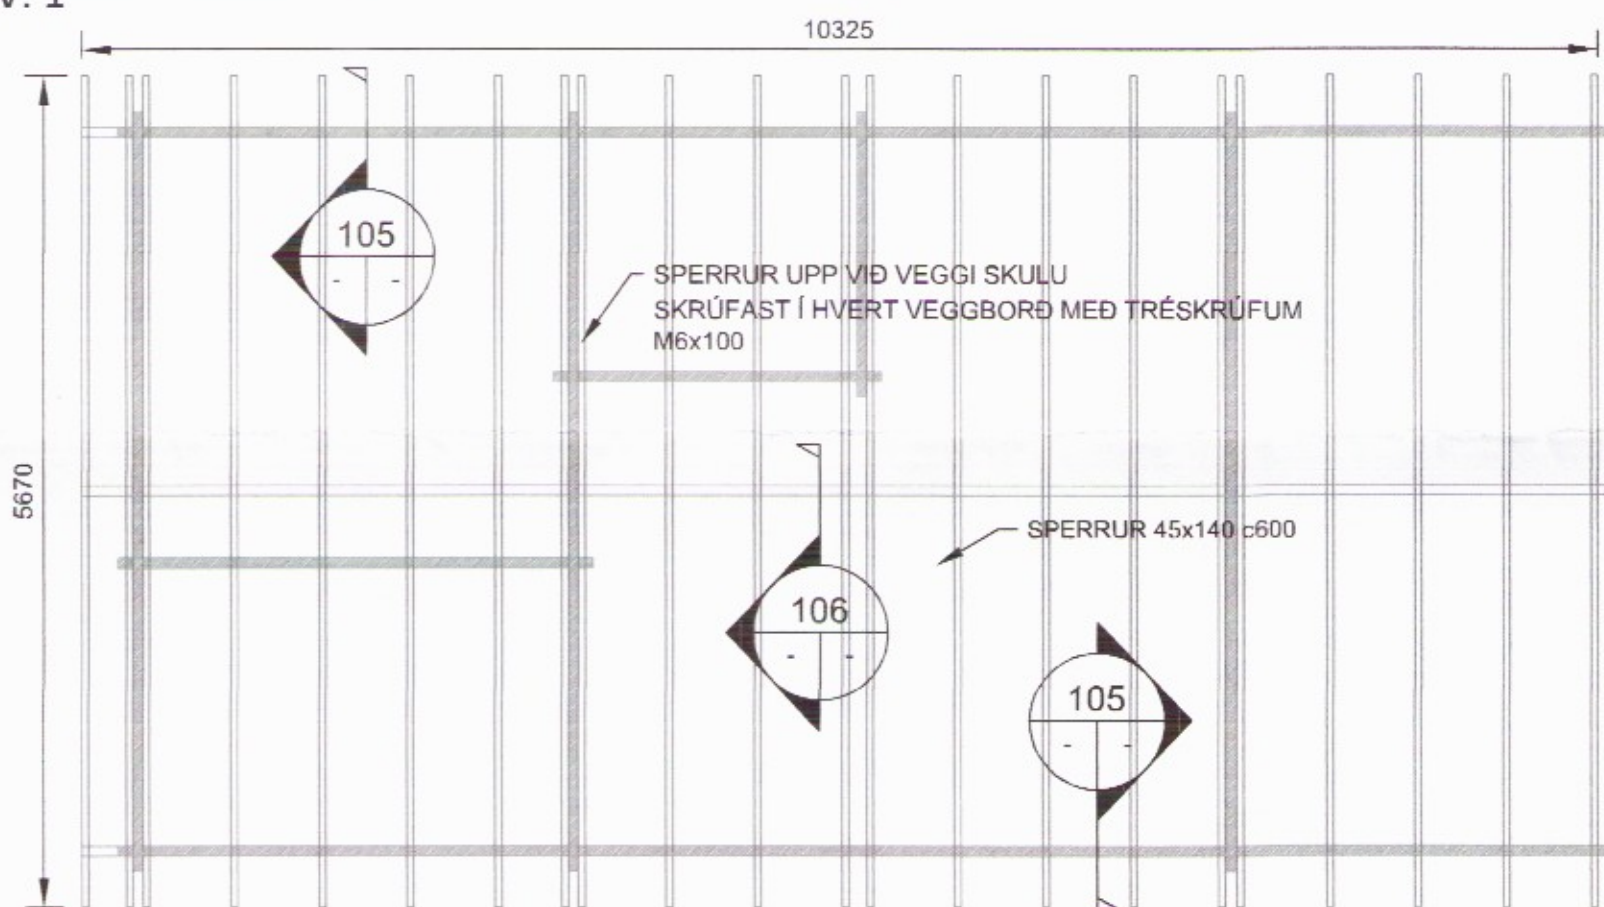 10325
105
- -
SPERRUR UPP VIÐ VEGGI SKULU
SKRÚFAST Í HVERT VEGGBORÐ MEÐ TRÉSKRÚFUM
M6x100
5670
SPERRUR 45x140 c600
106
- -
105
- -